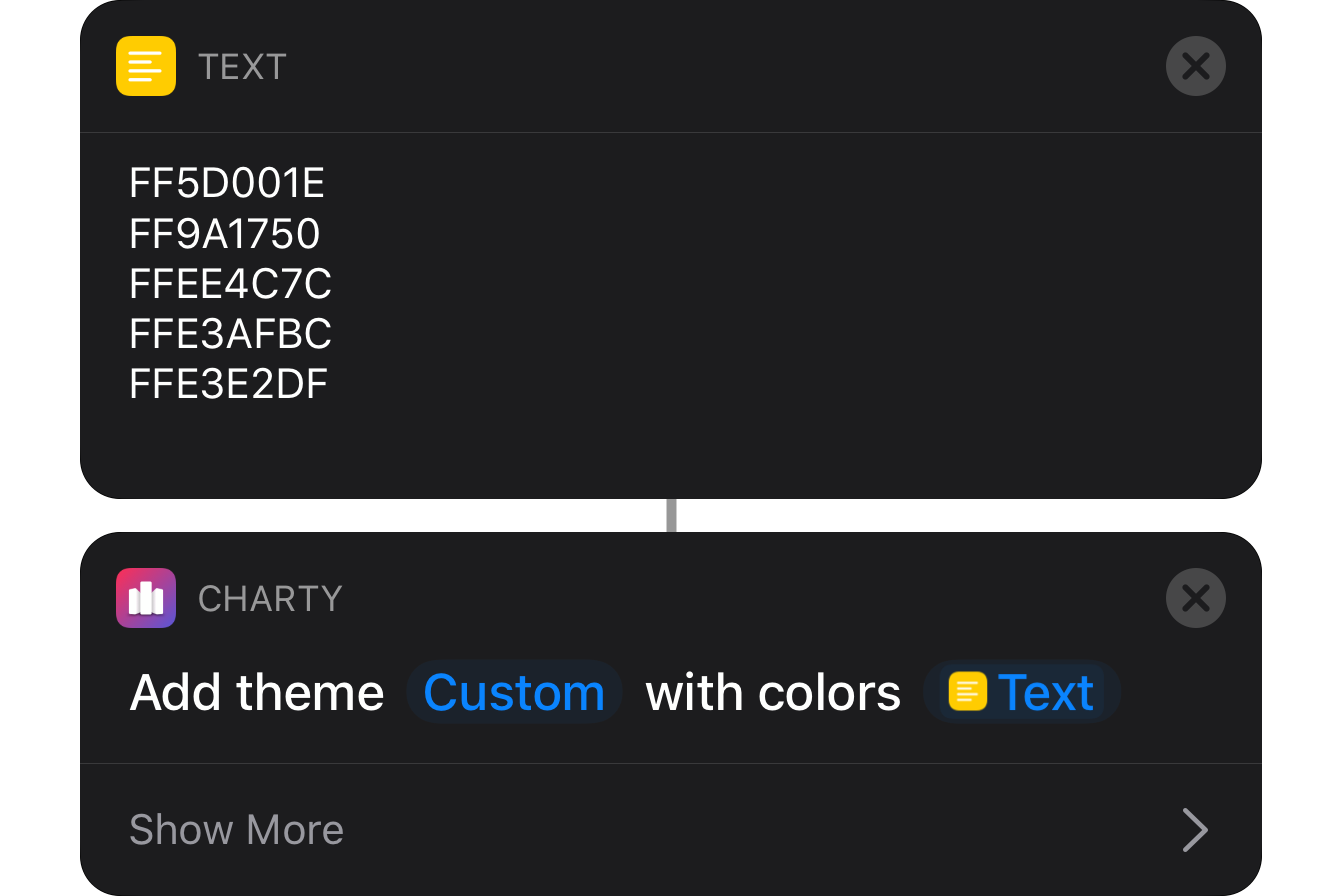 TEXT
FF5D001E
FF9A1750
FFEE4C7C
FFE3AFBC
FFE3E2DF
CHARTY
Add theme Custom with colors Text
Show More